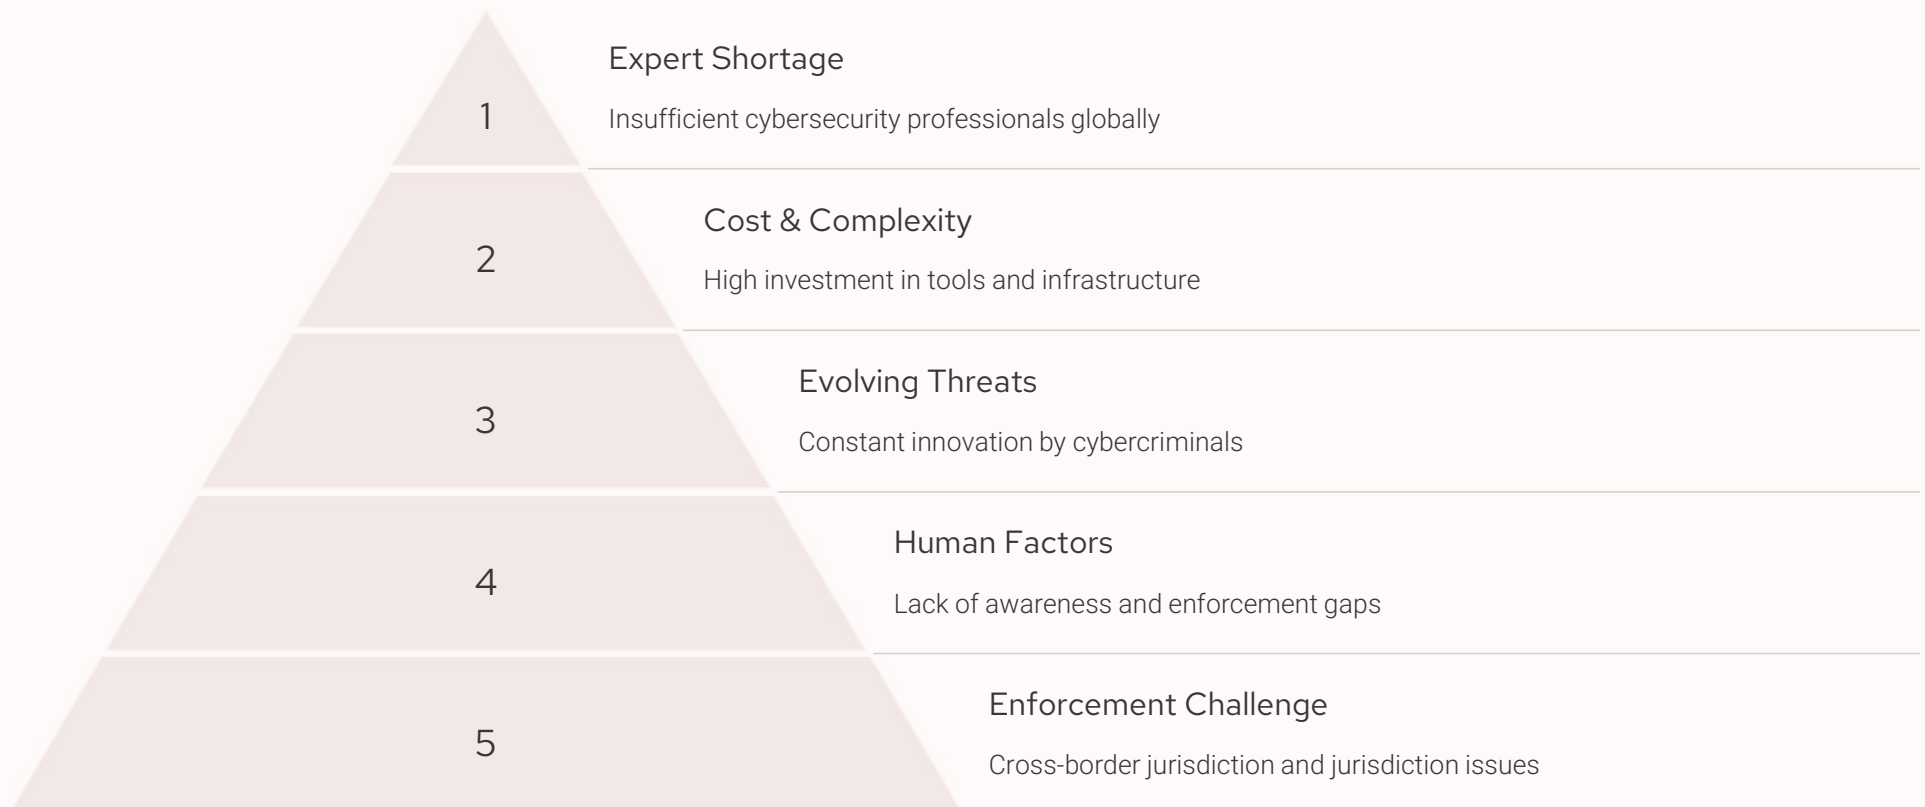 1
Expert Shortage
Insufficient cybersecurity professionals globally
2
Cost & Complexity
High investment in tools and infrastructure
3
Evolving Threats
Constant innovation by cybercriminals
4
Human Factors
Lack of awareness and enforcement gaps
5
Enforcement Challenge
Cross-border jurisdiction and jurisdiction issues